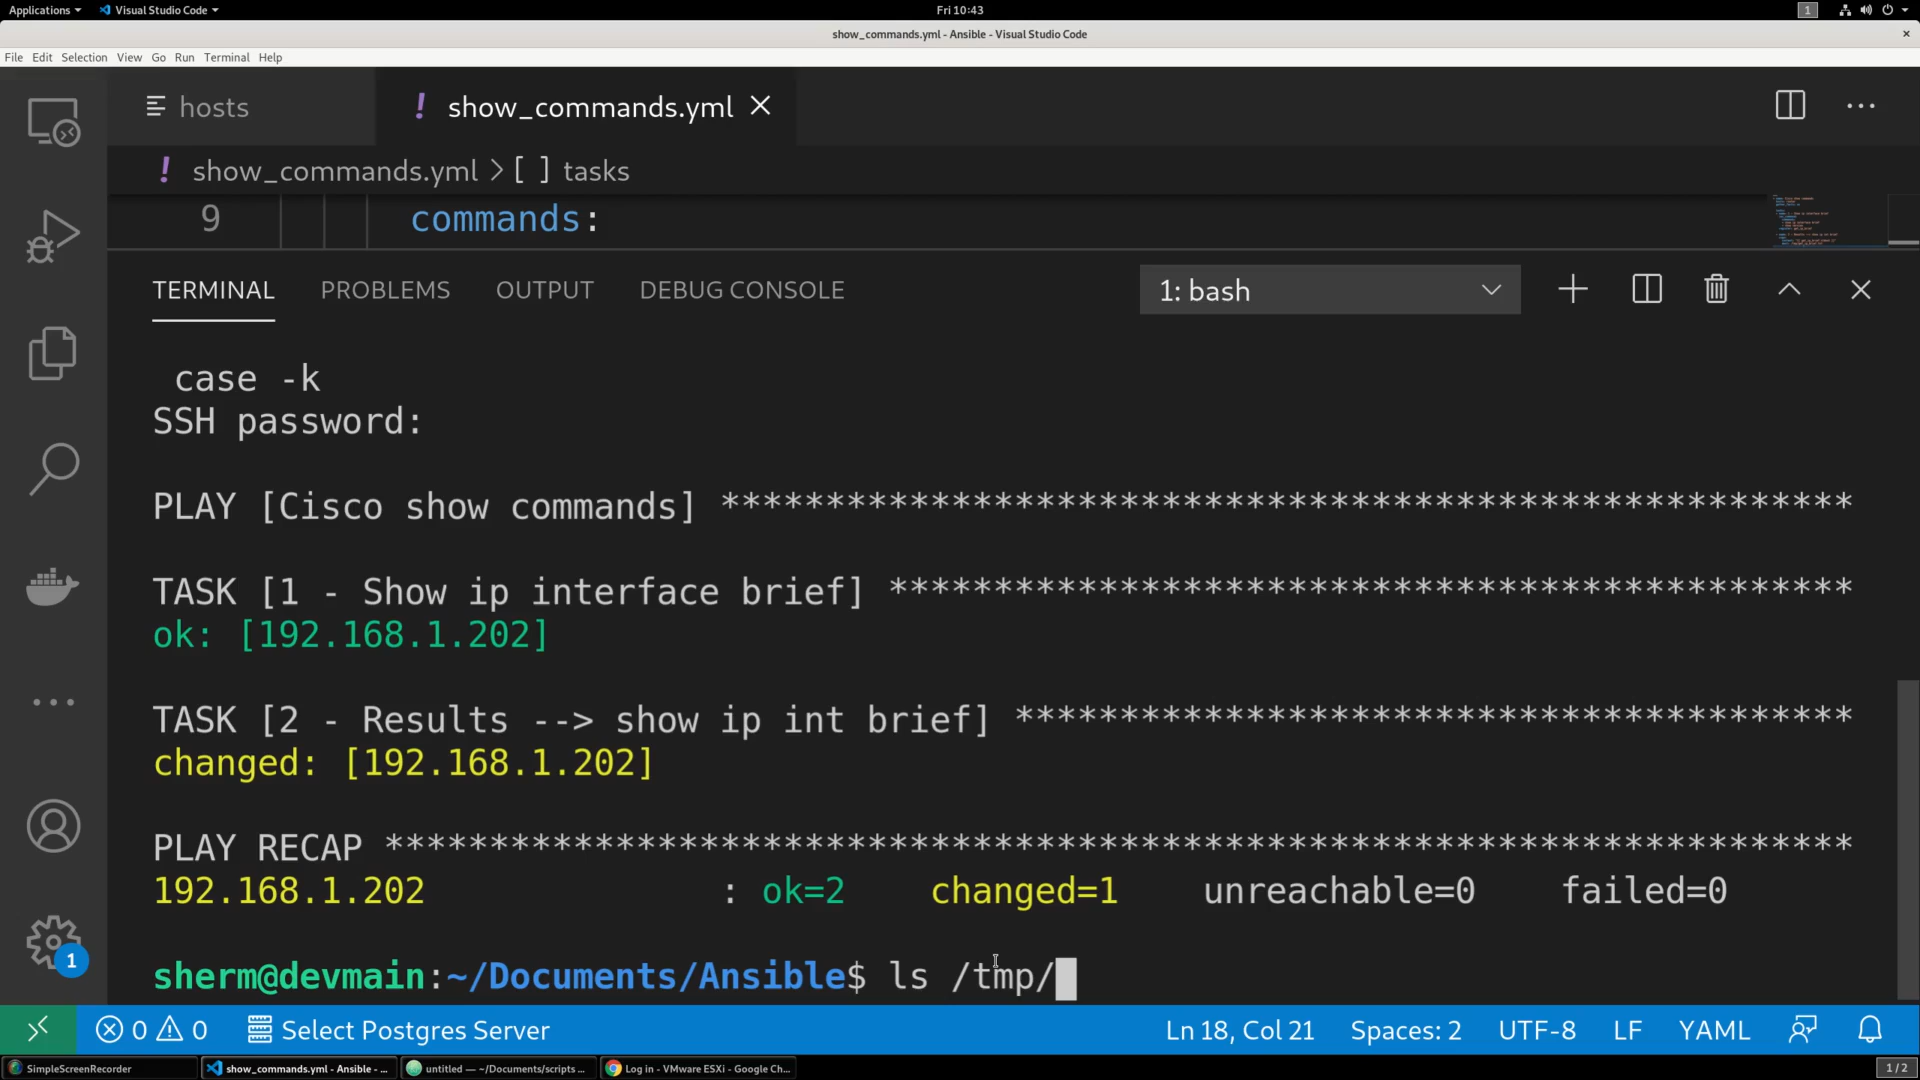 Applications Visual Studio Code Fri 10:43 1
show_commands.yml - Ansible - Visual Studio Code
File Edit Selection View Go Run Terminal Help
hosts ! show_commands.yml
! show_commands.yml > [ ] tasks
9 commands:
TERMINAL PROBLEMS OUTPUT DEBUG CONSOLE 1: bash
case -k
SSH password:
PLAY [Cisco show commands] ******************************************************
TASK [1 - Show ip interface brief] **********************************************
ok: [192.168.1.202]
TASK [2 - Results --> show ip int brief] ****************************************
changed: [192.168.1.202]
PLAY RECAP **********************************************************************
192.168.1.202 : ok=2 changed=1 unreachable=0 failed=0
sherm@devmain:~/Documents/Ansible$ ls /tmp/
1
0 0 Select Postgres Server Ln 18, Col 21 Spaces: 2 UTF-8 LF YAML
SimpleScreenRecorder show_commands.yml - Ansible - ... untitled — ~/Documents/scripts ... Log in - VMware ESXi - Google Ch... 1 / 2